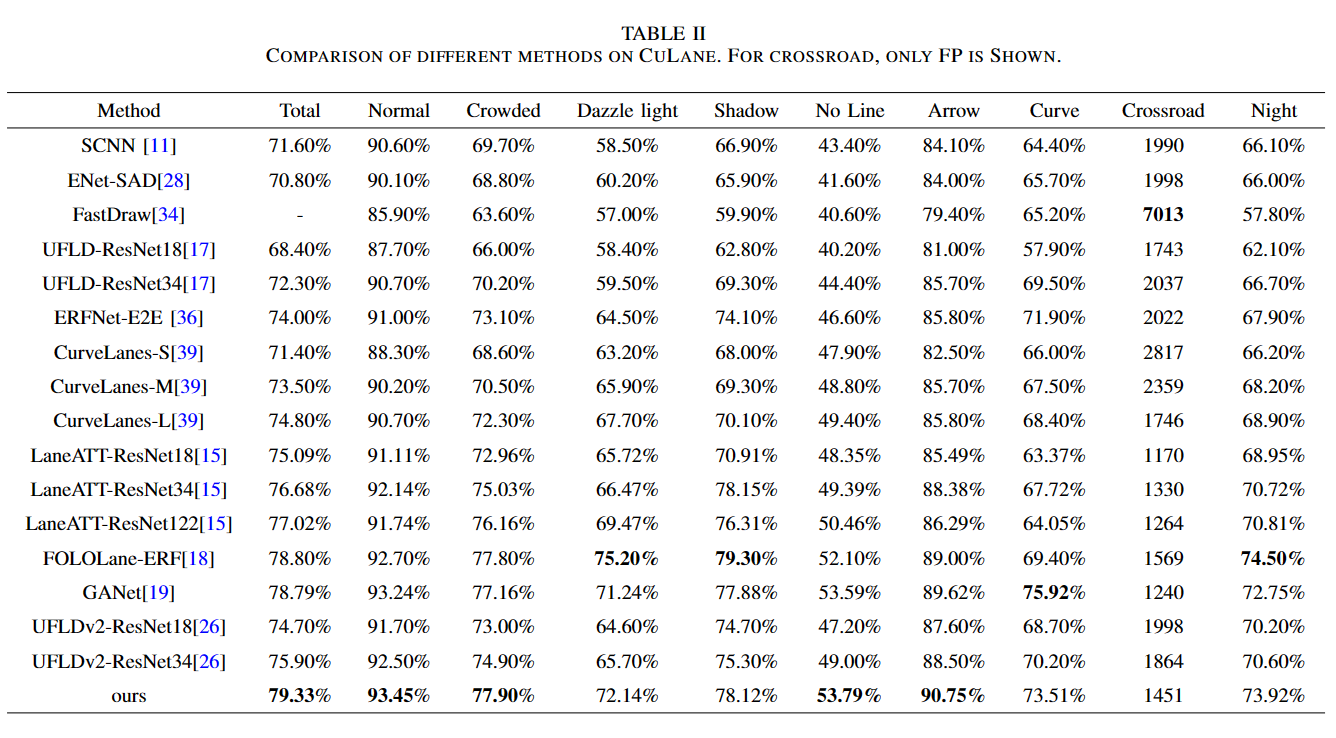 TABLE II
COMPARISON OF DIFFERENT METHODS ON CULANE. FOR CROSSROAD, ONLY FP IS SHOWN.
Method Total Normal Crowded Dazzle light Shadow No Line Arrow Curve Crossroad Night
SCNN [11] 71.60% 90.60% 69.70% 58.50% 66.90% 43.40% 84.10% 64.40% 1990 66.10%
ENet-SAD[28] 70.80% 90.10% 68.80% 60.20% 65.90% 41.60% 84.00% 65.70% 1998 66.00%
FastDraw[34] - 85.90% 63.60% 57.00% 59.90% 40.60% 79.40% 65.20% 7013 57.80%
UFLD-ResNet18[17] 68.40% 87.70% 66.00% 58.40% 62.80% 40.20% 81.00% 57.90% 1743 62.10%
UFLD-ResNet34[17] 72.30% 90.70% 70.20% 59.50% 69.30% 44.40% 85.70% 69.50% 2037 66.70%
ERFNet-E2E [36] 74.00% 91.00% 73.10% 64.50% 74.10% 46.60% 85.80% 71.90% 2022 67.90%
CurveLanes-S[39] 71.40% 88.30% 68.60% 63.20% 68.00% 47.90% 82.50% 66.00% 2817 66.20%
CurveLanes-M[39] 73.50% 90.20% 70.50% 65.90% 69.30% 48.80% 85.70% 67.50% 2359 68.20%
CurveLanes-L[39] 74.80% 90.70% 72.30% 67.70% 70.10% 49.40% 85.80% 68.40% 1746 68.90%
LaneATT-ResNet18[15] 75.09% 91.11% 72.96% 65.72% 70.91% 48.35% 85.49% 63.37% 1170 68.95%
LaneATT-ResNet34[15] 76.68% 92.14% 75.03% 66.47% 78.15% 49.39% 88.38% 67.72% 1330 70.72%
LaneATT-ResNet122[15] 77.02% 91.74% 76.16% 69.47% 76.31% 50.46% 86.29% 64.05% 1264 70.81%
FOLOLane-ERF[18] 78.80% 92.70% 77.80% 75.20% 79.30% 52.10% 89.00% 69.40% 1569 74.50%
GANet[19] 78.79% 93.24% 77.16% 71.24% 77.88% 53.59% 89.62% 75.92% 1240 72.75%
UFLDv2-ResNet18[26] 74.70% 91.70% 73.00% 64.60% 74.70% 47.20% 87.60% 68.70% 1998 70.20%
UFLDv2-ResNet34[26] 75.90% 92.50% 74.90% 65.70% 75.30% 49.00% 88.50% 70.20% 1864 70.60%
ours 79.33% 93.45% 77.90% 72.14% 78.12% 53.79% 90.75% 73.51% 1451 73.92%